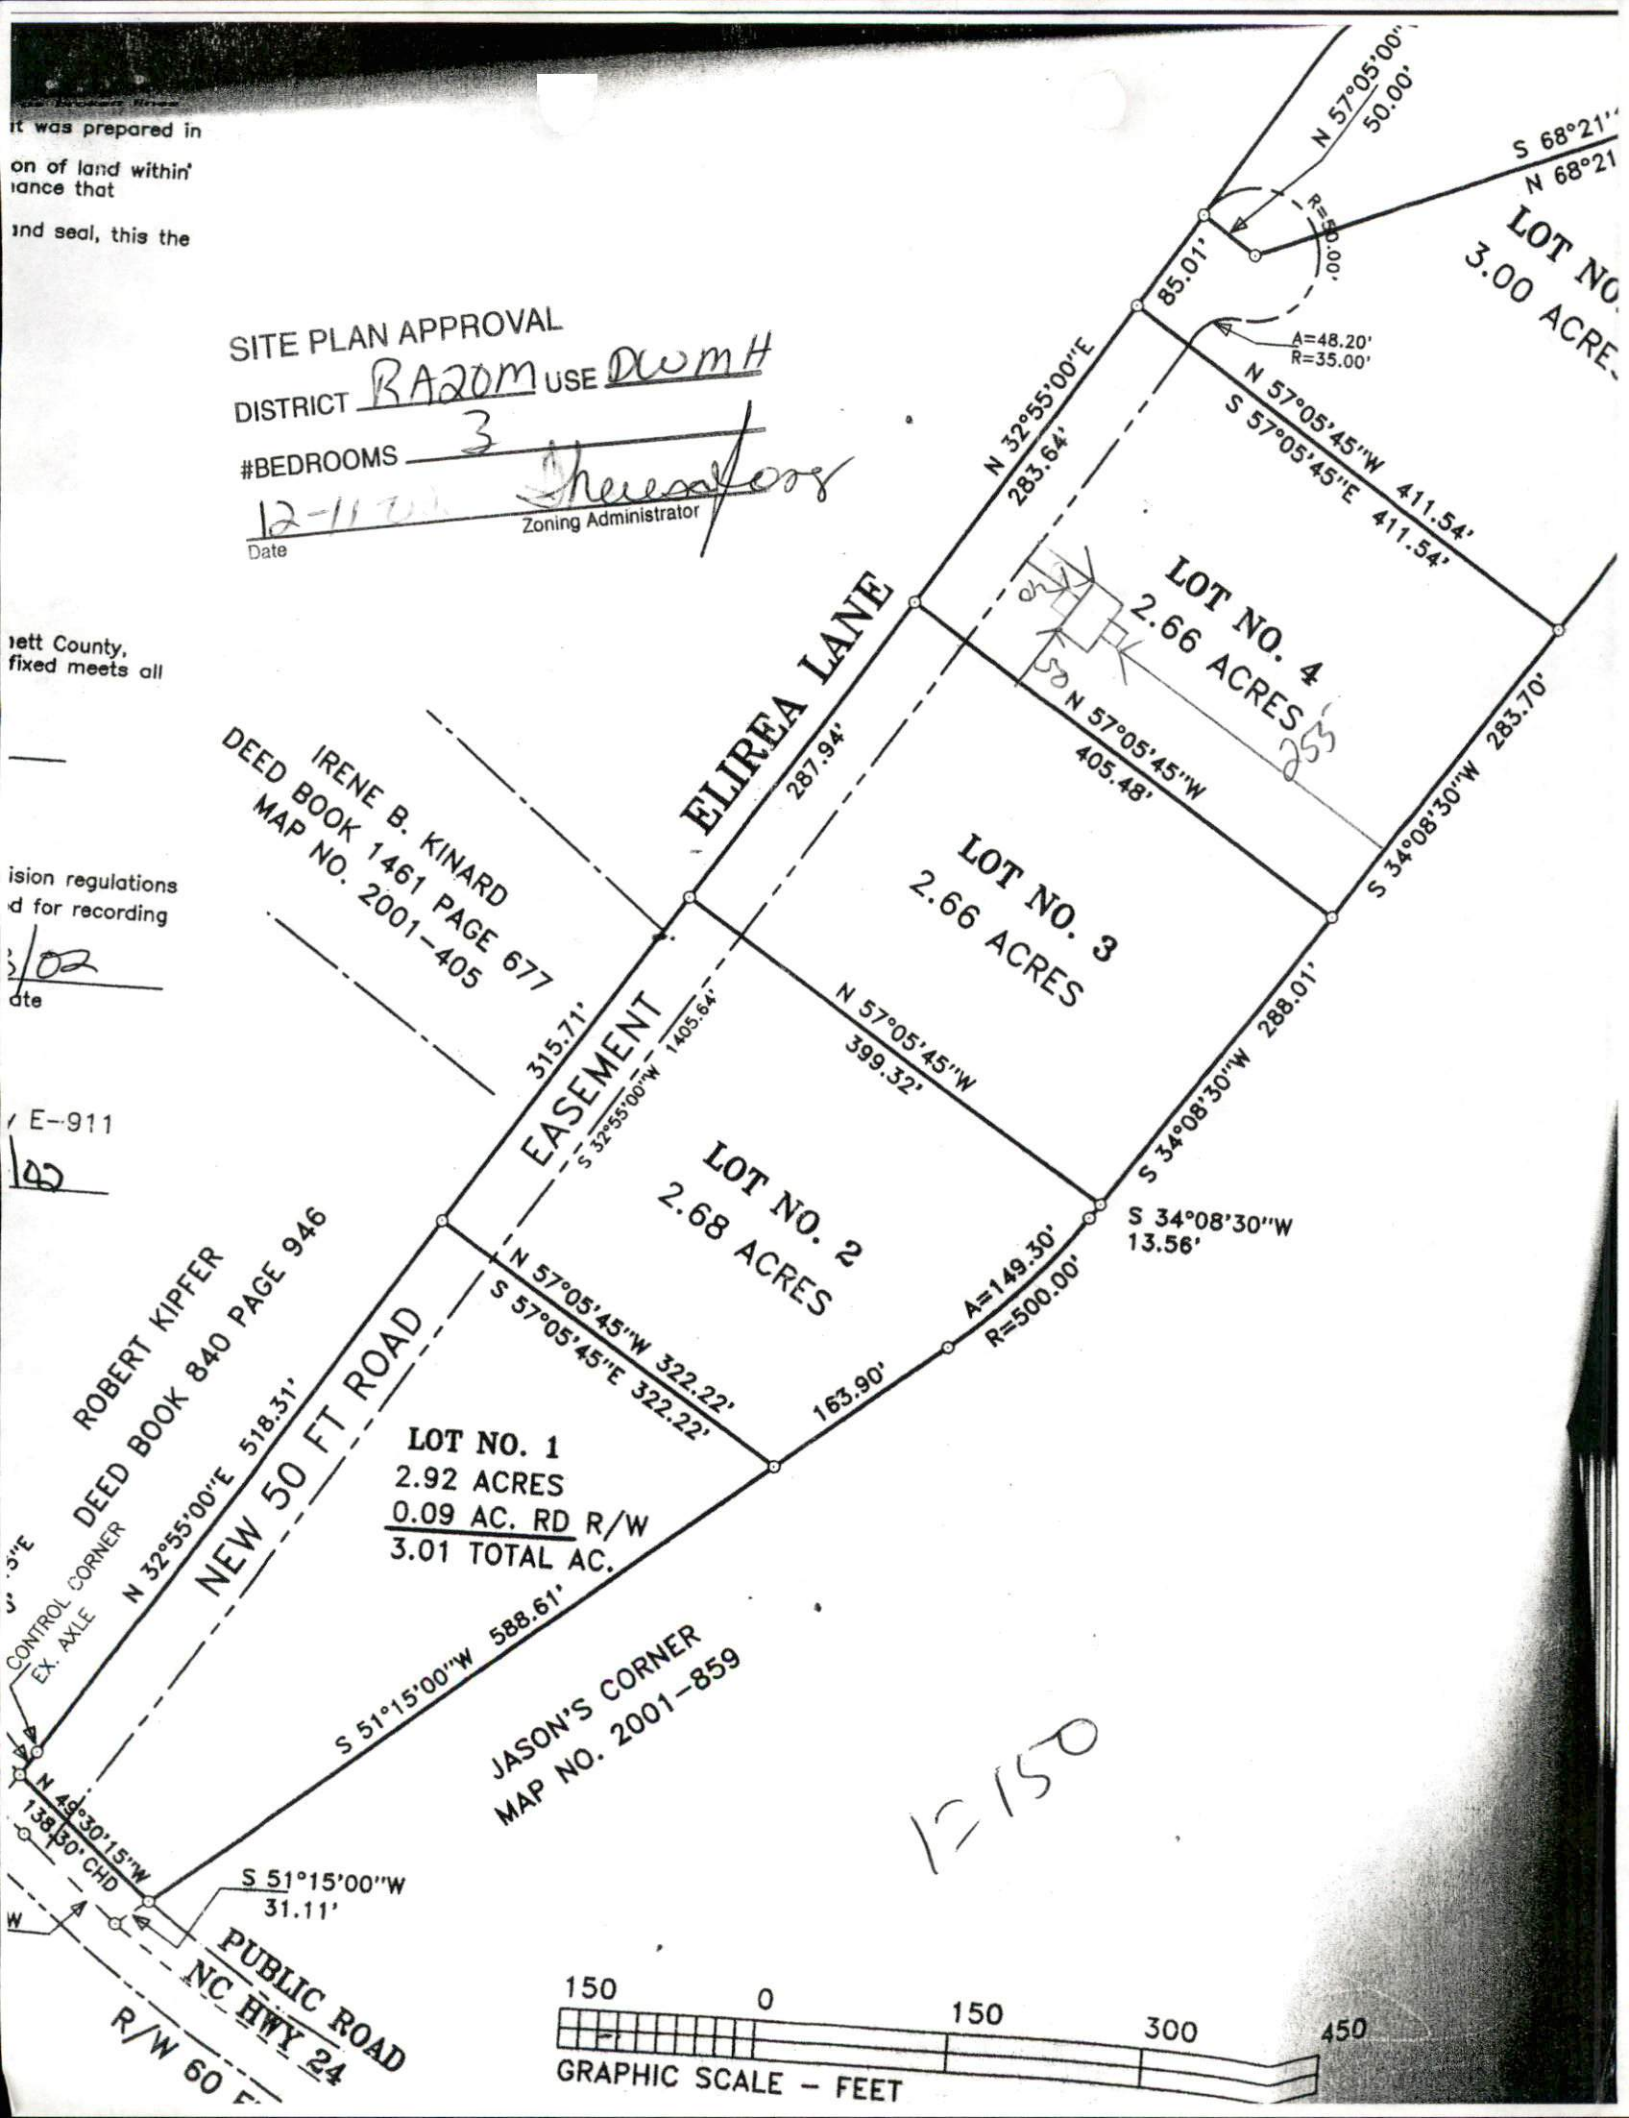 it was prepared in
on of land within
ance that
and seal, this the
SITE PLAN APPROVAL
DISTRICT RA20M USE DWMH
#BEDROOMS 3
12-11
Date
Zoning Administrator
nett County,
fixed meets all
ision regulations
d for recording
3/02
ate
y E-911
/02
N 57°05'00"
50.00'
S 68°21'
N 68°21
R=50.00'
LOT NO.
3.00 ACRE
85.01'
A=48.20'
R=35.00'
N 32°55'00"E
283.64'
N 57°05'45"W 411.54'
S 57°05'45"E 411.54'
LOT NO. 4
2.66 ACRES
50
255'
S 34°08'30"W 283.70'
ELIREA LANE
287.94'
N 57°05'45"W
405.48'
LOT NO. 3
2.66 ACRES
S 34°08'30"W 288.01'
IRENE B. KINARD
DEED BOOK 1461 PAGE 677
MAP NO. 2001-405
315.71'
EASEMENT
S 32°55'00"W 1405.64'
N 57°05'45"W
399.32'
LOT NO. 2
2.68 ACRES
S 34°08'30"W
13.56'
A=149.30'
R=500.00'
163.90'
N 57°05'45"W 322.22'
S 57°05'45"E 322.22'
ROBERT KIPFER
DEED BOOK 840 PAGE 946
N 32°55'00"E 518.31'
NEW 50 FT ROAD
LOT NO. 1
2.92 ACRES
0.09 AC. RD R/W
3.01 TOTAL AC.
CONTROL CORNER
EX. AXLE
S 51°15'00"W 588.61'
JASON'S CORNER
MAP NO. 2001-859
1=150
N 49°30'15"W
138.30' CHD
S 51°15'00"W
31.11'
W
PUBLIC ROAD
NC HWY 24
R/W 60 F
150 0 150 300 450
GRAPHIC SCALE - FEET